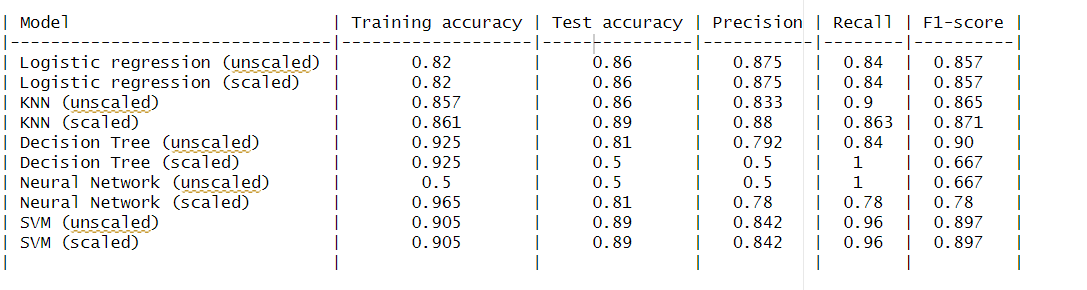 | Model | Training accuracy | Test accuracy | Precision | Recall | F1-score |
|--------------------------------|-------------------|---------------|-----------|--------|----------|
| Logistic regression (unscaled) | 0.82 | 0.86 | 0.875 | 0.84 | 0.857 |
| Logistic regression (scaled) | 0.82 | 0.86 | 0.875 | 0.84 | 0.857 |
| KNN (unscaled) | 0.857 | 0.86 | 0.833 | 0.9 | 0.865 |
| KNN (scaled) | 0.861 | 0.89 | 0.88 | 0.863 | 0.871 |
| Decision Tree (unscaled) | 0.925 | 0.81 | 0.792 | 0.84 | 0.90 |
| Decision Tree (scaled) | 0.925 | 0.5 | 0.5 | 1 | 0.667 |
| Neural Network (unscaled) | 0.5 | 0.5 | 0.5 | 1 | 0.667 |
| Neural Network (scaled) | 0.965 | 0.81 | 0.78 | 0.78 | 0.78 |
| SVM (unscaled) | 0.905 | 0.89 | 0.842 | 0.96 | 0.897 |
| SVM (scaled) | 0.905 | 0.89 | 0.842 | 0.96 | 0.897 |
| | | | | | |